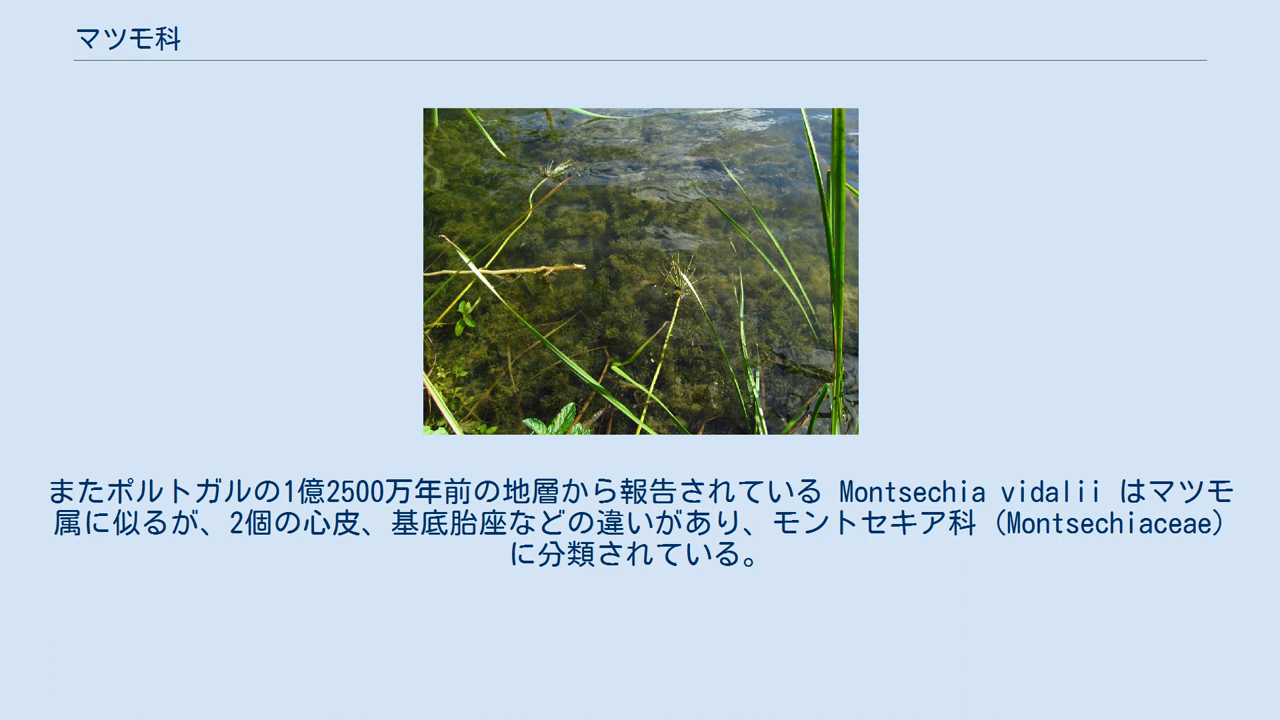 マツモ科
またポルトガルの1億2500万年前の地層から報告されている Montsechia vidalii はマツモ
属に似るが、2個の心皮、基底胎座などの違いがあり、モントセキア科 (Montsechiaceae)
に分類されている。